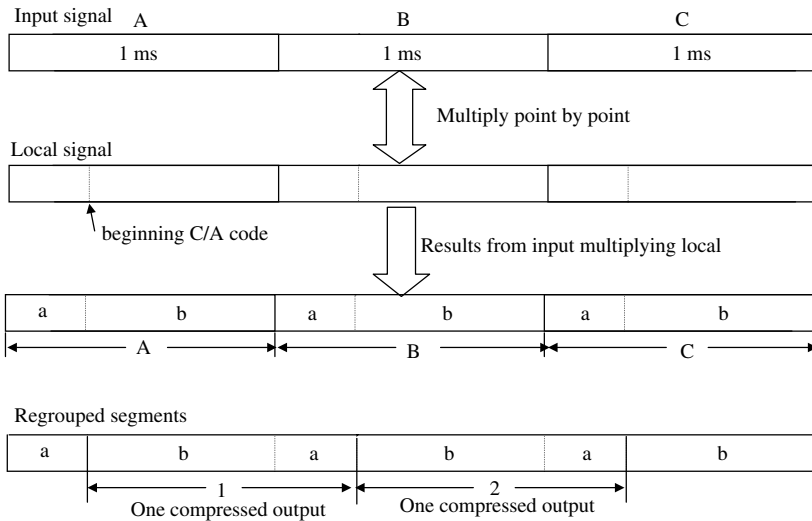 Input signal
A B C
1 ms 1 ms 1 ms
Multiply point by point
Local signal
beginning C/A code
Results from input multiplying local
a b a b a b
A B C
Regrouped segments
a b a b a b
1 2
One compressed output One compressed output